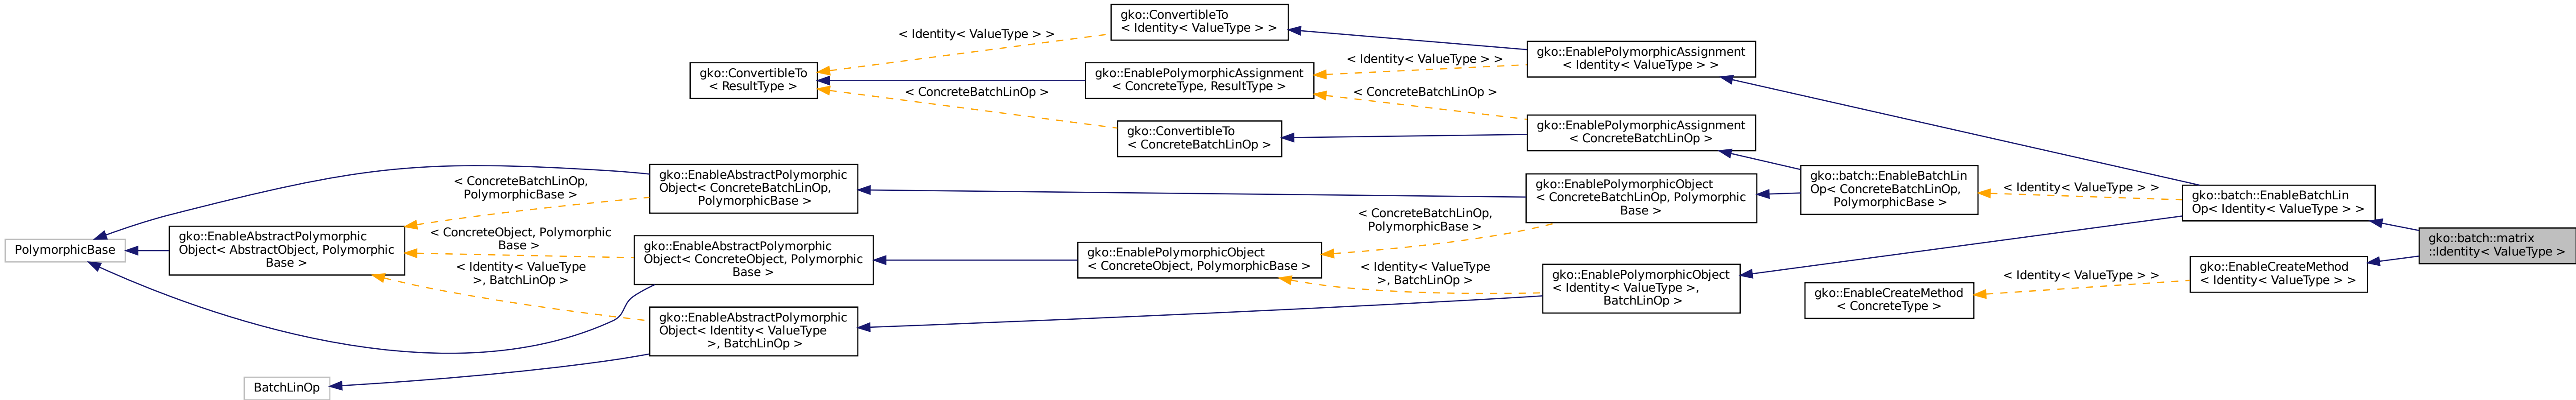 gko::ConvertibleTo
< Identity< ValueType > >
< Identity< ValueType > >
gko::EnablePolymorphicAssignment
< Identity< ValueType > >
< Identity< ValueType > >
gko::ConvertibleTo
< ResultType >
gko::EnablePolymorphicAssignment
< ConcreteType, ResultType >
< ConcreteBatchLinOp >
< ConcreteBatchLinOp >
gko::ConvertibleTo
< ConcreteBatchLinOp >
gko::EnablePolymorphicAssignment
< ConcreteBatchLinOp >
gko::EnableAbstractPolymorphic
Object< ConcreteBatchLinOp,
PolymorphicBase >
< ConcreteBatchLinOp,
PolymorphicBase >
gko::EnablePolymorphicObject
< ConcreteBatchLinOp, Polymorphic
Base >
gko::batch::EnableBatchLin
Op< ConcreteBatchLinOp,
PolymorphicBase >
< Identity< ValueType > >
gko::batch::EnableBatchLin
Op< Identity< ValueType > >
PolymorphicBase
gko::EnableAbstractPolymorphic
Object< AbstractObject, Polymorphic
Base >
< ConcreteObject, Polymorphic
Base >
< Identity< ValueType
>, BatchLinOp >
gko::EnableAbstractPolymorphic
Object< ConcreteObject, Polymorphic
Base >
gko::EnablePolymorphicObject
< ConcreteObject, PolymorphicBase >
< ConcreteBatchLinOp,
PolymorphicBase >
< Identity< ValueType
>, BatchLinOp >
gko::EnablePolymorphicObject
< Identity< ValueType >,
BatchLinOp >
gko::batch::matrix
::Identity< ValueType >
gko::EnableCreateMethod
< ConcreteType >
< Identity< ValueType > >
gko::EnableCreateMethod
< Identity< ValueType > >
gko::EnableAbstractPolymorphic
Object< Identity< ValueType
>, BatchLinOp >
BatchLinOp